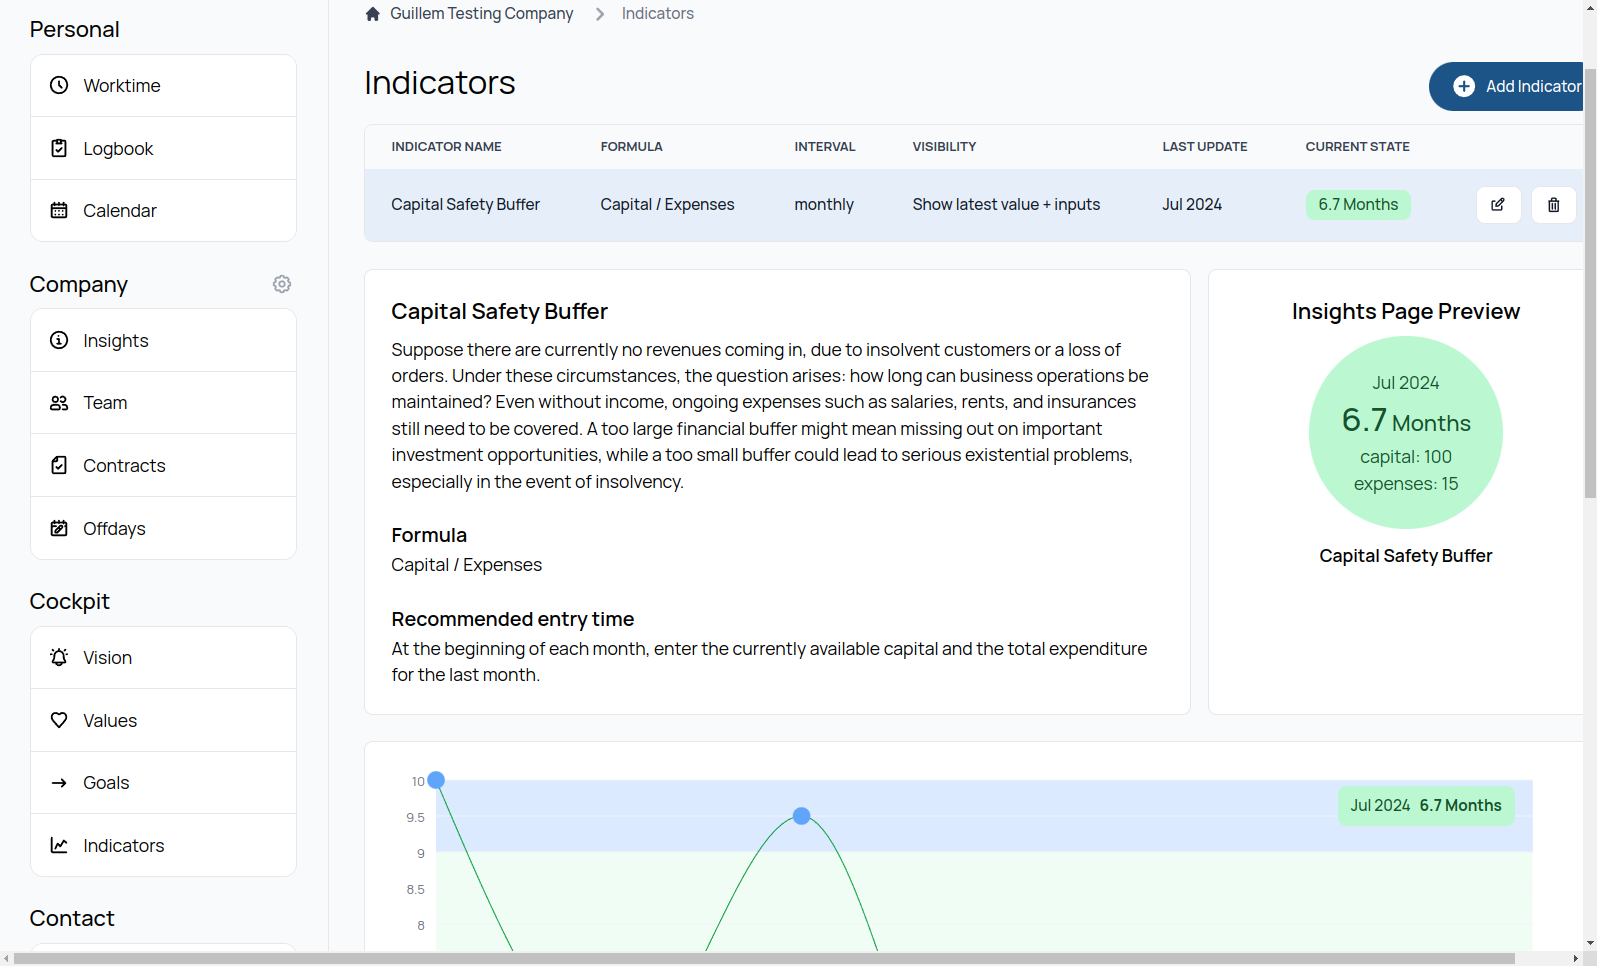 Personal
Worktime
Logbook
Calendar
Company
Insights
Team
Contracts
Offdays
Cockpit
Vision
Values
Goals
Indicators
Contact
Guillem Testing Company > Indicators
Indicators
Add Indicator
INDICATOR NAME FORMULA INTERVAL VISIBILITY LAST UPDATE CURRENT STATE
Capital Safety Buffer Capital / Expenses monthly Show latest value + inputs Jul 2024 6.7 Months
Capital Safety Buffer
Suppose there are currently no revenues coming in, due to insolvent customers or a loss of
orders. Under these circumstances, the question arises: how long can business operations be
maintained? Even without income, ongoing expenses such as salaries, rents, and insurances
still need to be covered. A too large financial buffer might mean missing out on important
investment opportunities, while a too small buffer could lead to serious existential problems,
especially in the event of insolvency.
Formula
Capital / Expenses
Recommended entry time
At the beginning of each month, enter the currently available capital and the total expenditure
for the last month.
Insights Page Preview
Jul 2024
6.7 Months
capital: 100
expenses: 15
Capital Safety Buffer
10
9.5
9
8.5
8
Jul 2024 6.7 Months